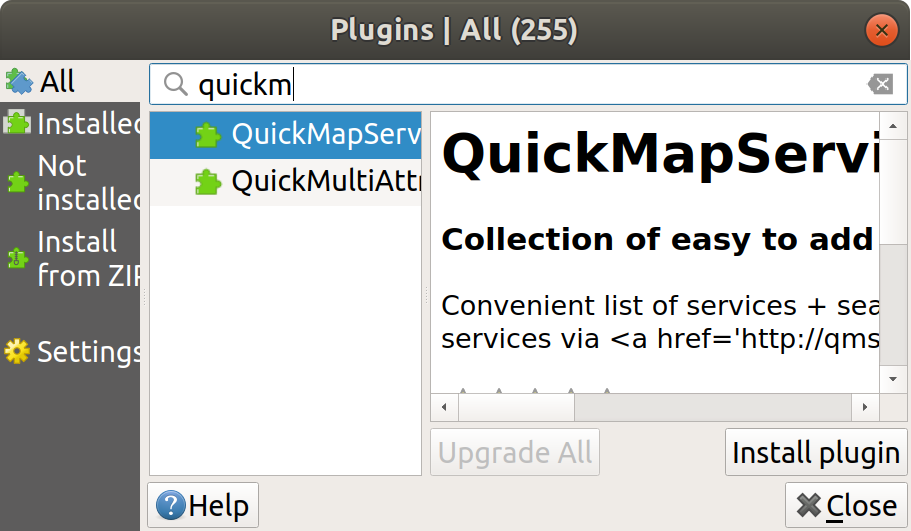 Plugins | All (255)
All
quickm
Installed
Not
installed
Install
from ZIP
Settings
QuickMapServ
QuickMultiAttr
QuickMapServi
Collection of easy to add
Convenient list of services + sea
services via <a href='http://qms
Upgrade All
Install plugin
Help
Close